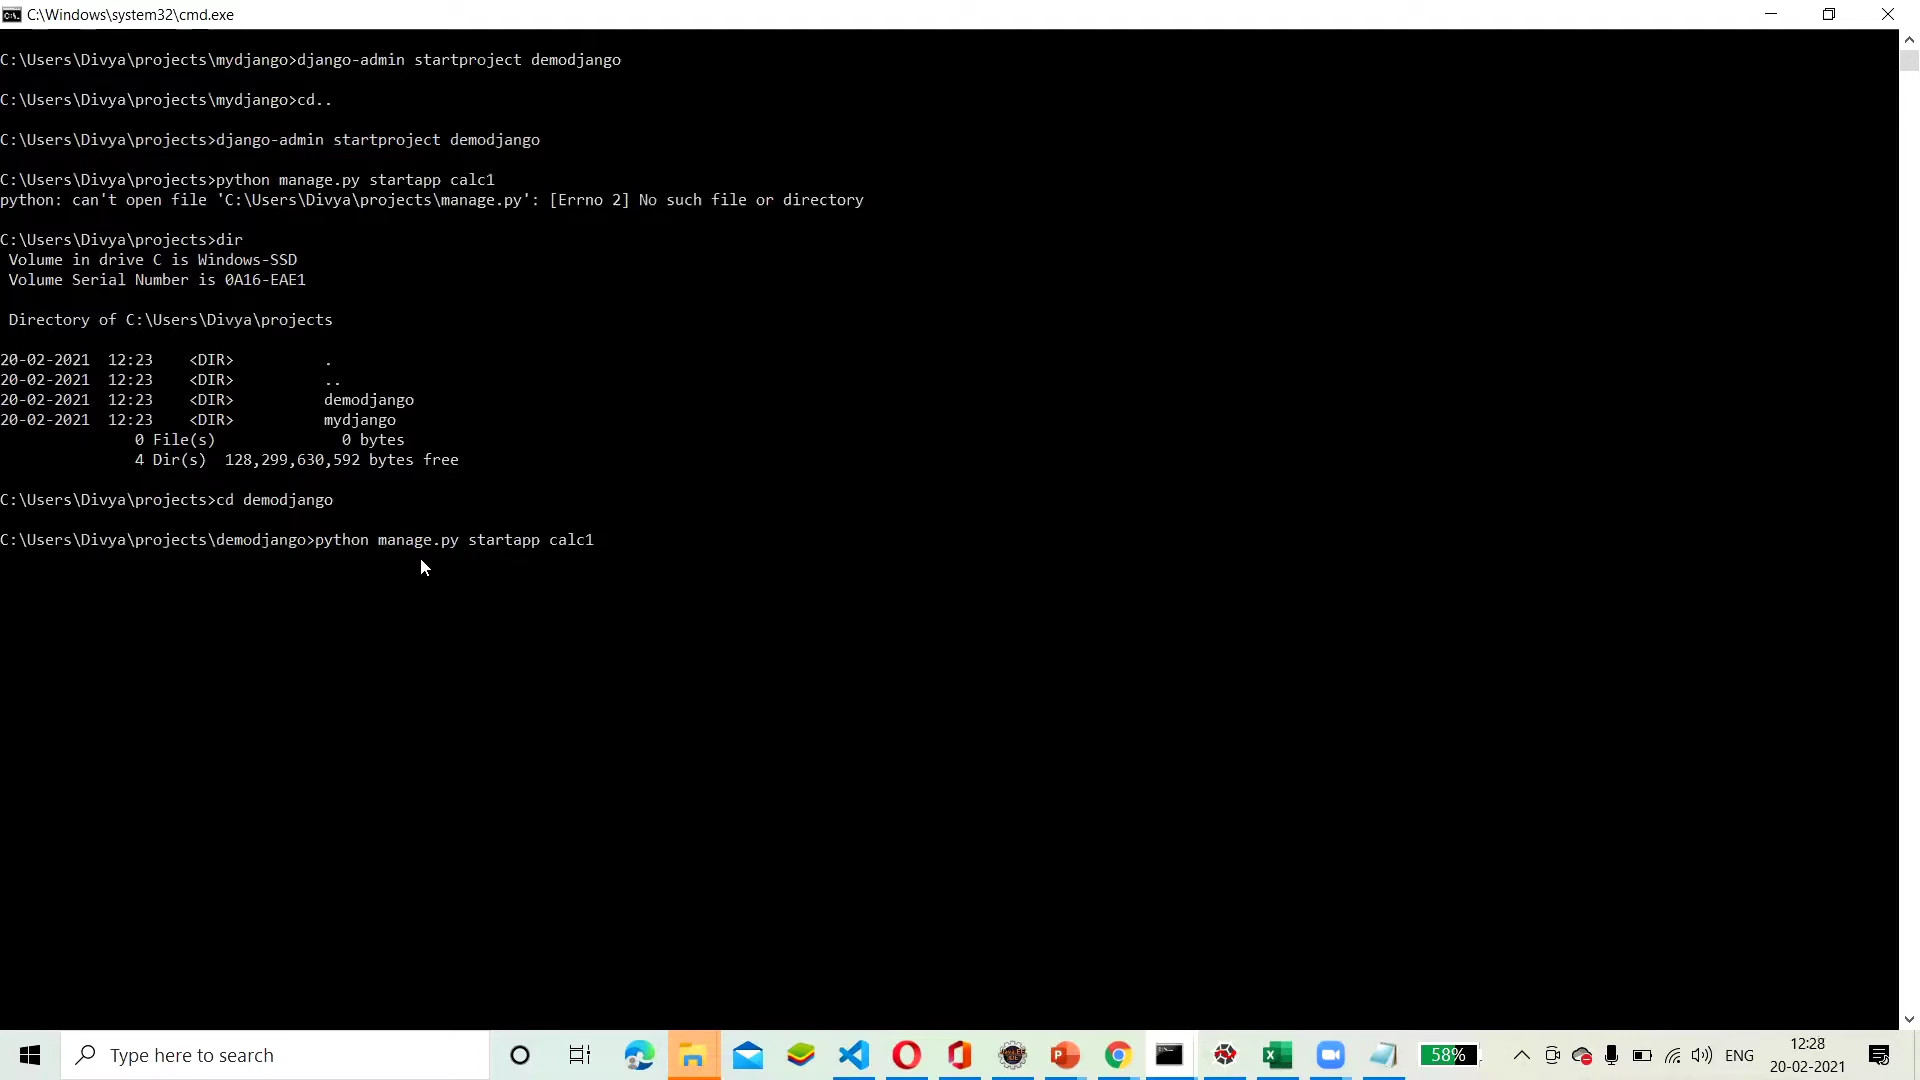 C:\Windows\system32\cmd.exe
C:\Users\Divya\projects\mydjango>django-admin startproject demodjango
C:\Users\Divya\projects\mydjango>cd..
C:\Users\Divya\projects>django-admin startproject demodjango
C:\Users\Divya\projects>python manage.py startapp calc1
python: can't open file 'C:\Users\Divya\projects\manage.py': [Errno 2] No such file or directory
C:\Users\Divya\projects>dir
Volume in drive C is Windows-SSD
Volume Serial Number is 0A16-EAE1
Directory of C:\Users\Divya\projects
20-02-2021  12:23    <DIR>          .
20-02-2021  12:23    <DIR>          ..
20-02-2021  12:23    <DIR>          demodjango
20-02-2021  12:23    <DIR>          mydjango
0 File(s)              0 bytes
4 Dir(s)  128,299,630,592 bytes free
C:\Users\Divya\projects>cd demodjango
C:\Users\Divya\projects\demodjango>python manage.py startapp calc1
Type here to search
58%
ENG
12:28
20-02-2021